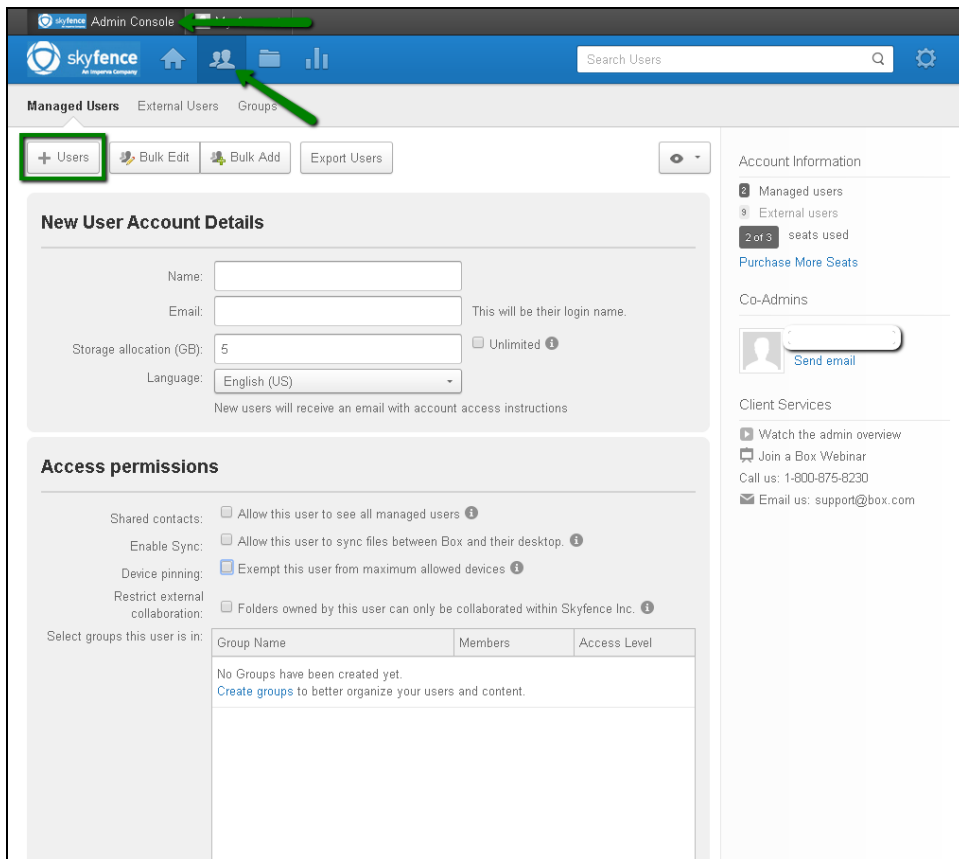 skyfence Admin Console
skyfence
An Imperva Company
Search Users
Managed Users External Users Groups
+ Users Bulk Edit Bulk Add Export Users
New User Account Details
Name:
Email: This will be their login name.
Storage allocation (GB): 5 Unlimited
Language: English (US)
New users will receive an email with account access instructions
Access permissions
Shared contacts: Allow this user to see all managed users
Enable Sync: Allow this user to sync files between Box and their desktop.
Device pinning: Exempt this user from maximum allowed devices
Restrict external
collaboration: Folders owned by this user can only be collaborated within Skyfence Inc.
Select groups this user is in: Group Name Members Access Level
No Groups have been created yet.
Create groups to better organize your users and content.
Account Information
2 Managed users
9 External users
2 of 3 seats used
Purchase More Seats
Co-Admins
Send email
Client Services
Watch the admin overview
Join a Box Webinar
Call us: 1-800-875-8230
Email us: support@box.com